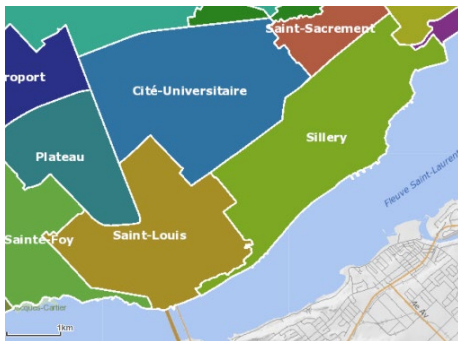 Saint-Sacrement
roport
Cité-Universitaire
Sillery
Plateau
Fleuve Saint-Laurent
Sainte-Foy
Saint-Louis
1km